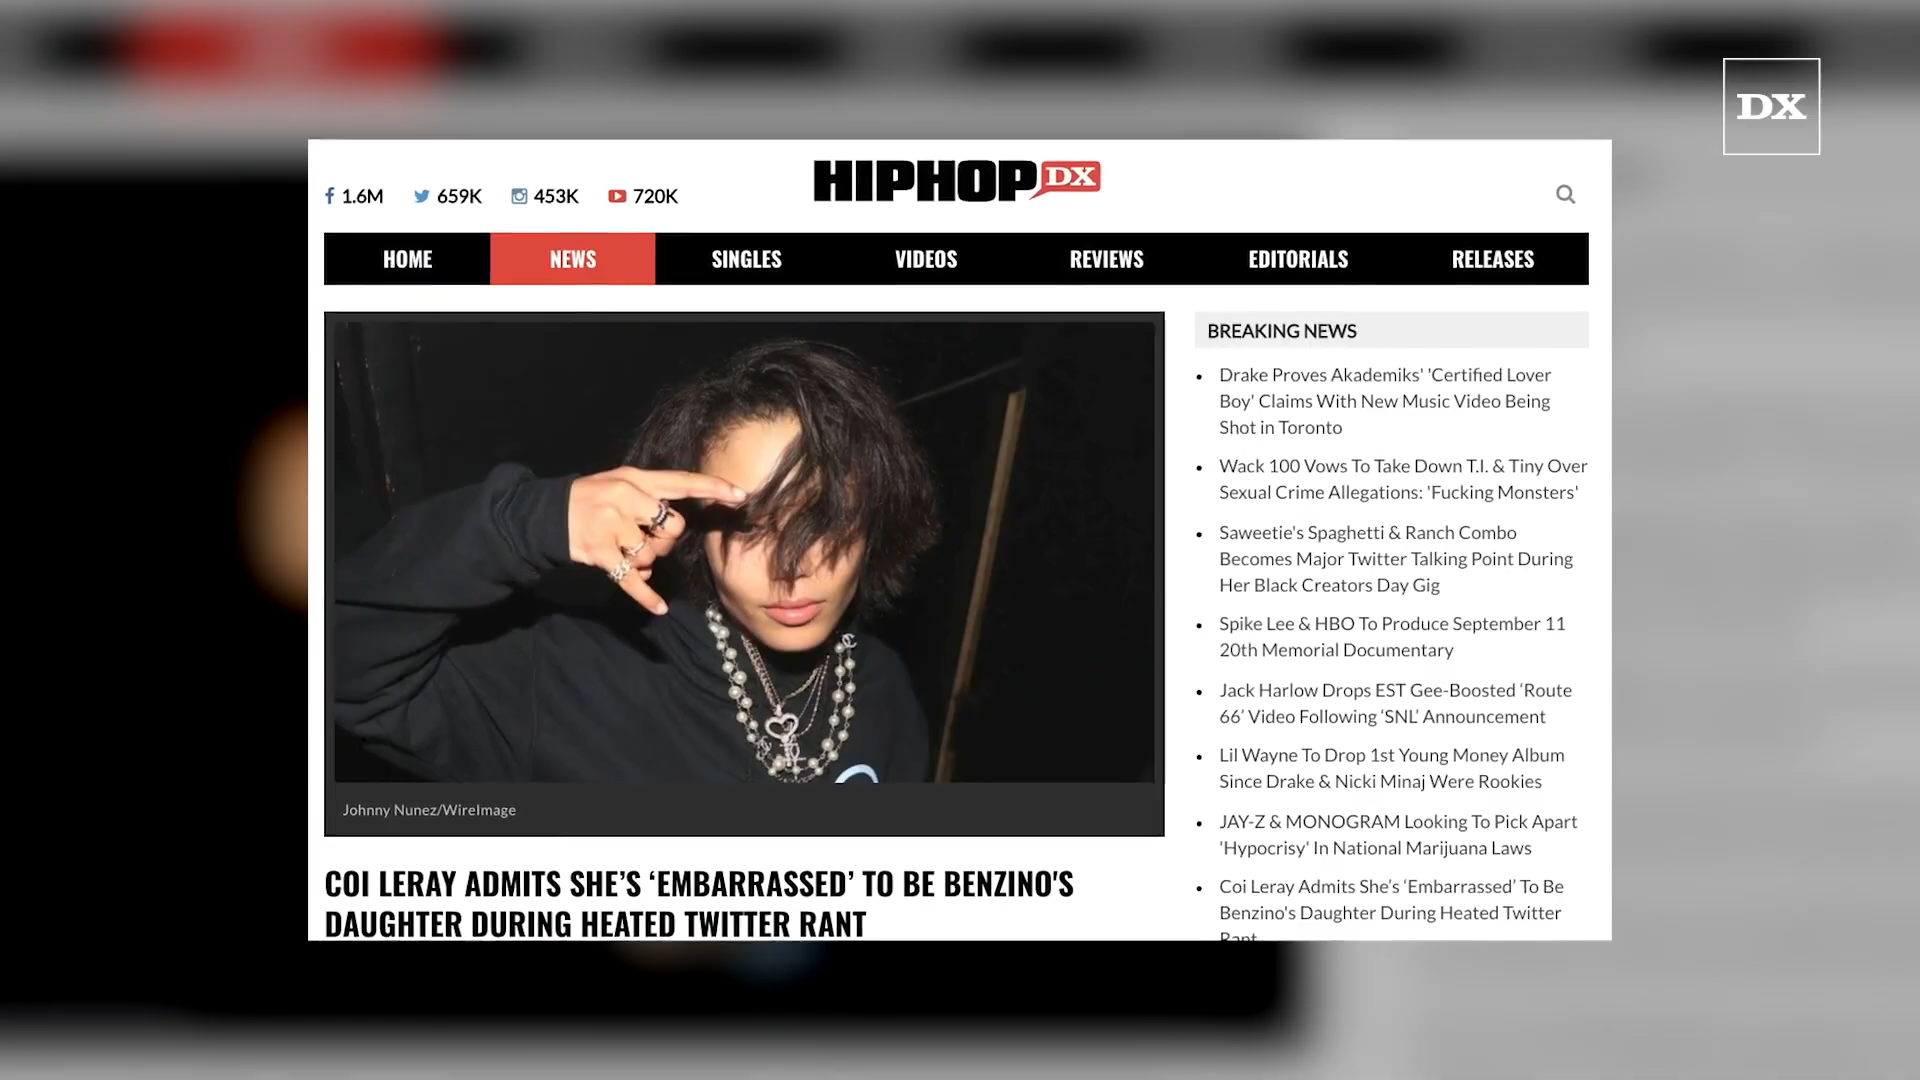 DX
1.6M 659K 453K 720K
HIPHOPDX
HOME NEWS SINGLES VIDEOS REVIEWS EDITORIALS RELEASES
Johnny Nunez/WireImage
COI LERAY ADMITS SHE'S ‘EMBARRASSED’ TO BE BENZINO'S
DAUGHTER DURING HEATED TWITTER RANT
BREAKING NEWS
Drake Proves Akademiks' 'Certified Lover
Boy' Claims With New Music Video Being
Shot in Toronto
Wack 100 Vows To Take Down T.I. & Tiny Over
Sexual Crime Allegations: 'Fucking Monsters'
Saweetie's Spaghetti & Ranch Combo
Becomes Major Twitter Talking Point During
Her Black Creators Day Gig
Spike Lee & HBO To Produce September 11
20th Memorial Documentary
Jack Harlow Drops EST Gee-Boosted ‘Route
66’ Video Following ‘SNL’ Announcement
Lil Wayne To Drop 1st Young Money Album
Since Drake & Nicki Minaj Were Rookies
JAY-Z & MONOGRAM Looking To Pick Apart
'Hypocrisy' In National Marijuana Laws
Coi Leray Admits She’s ‘Embarrassed’ To Be
Benzino's Daughter During Heated Twitter
Rant